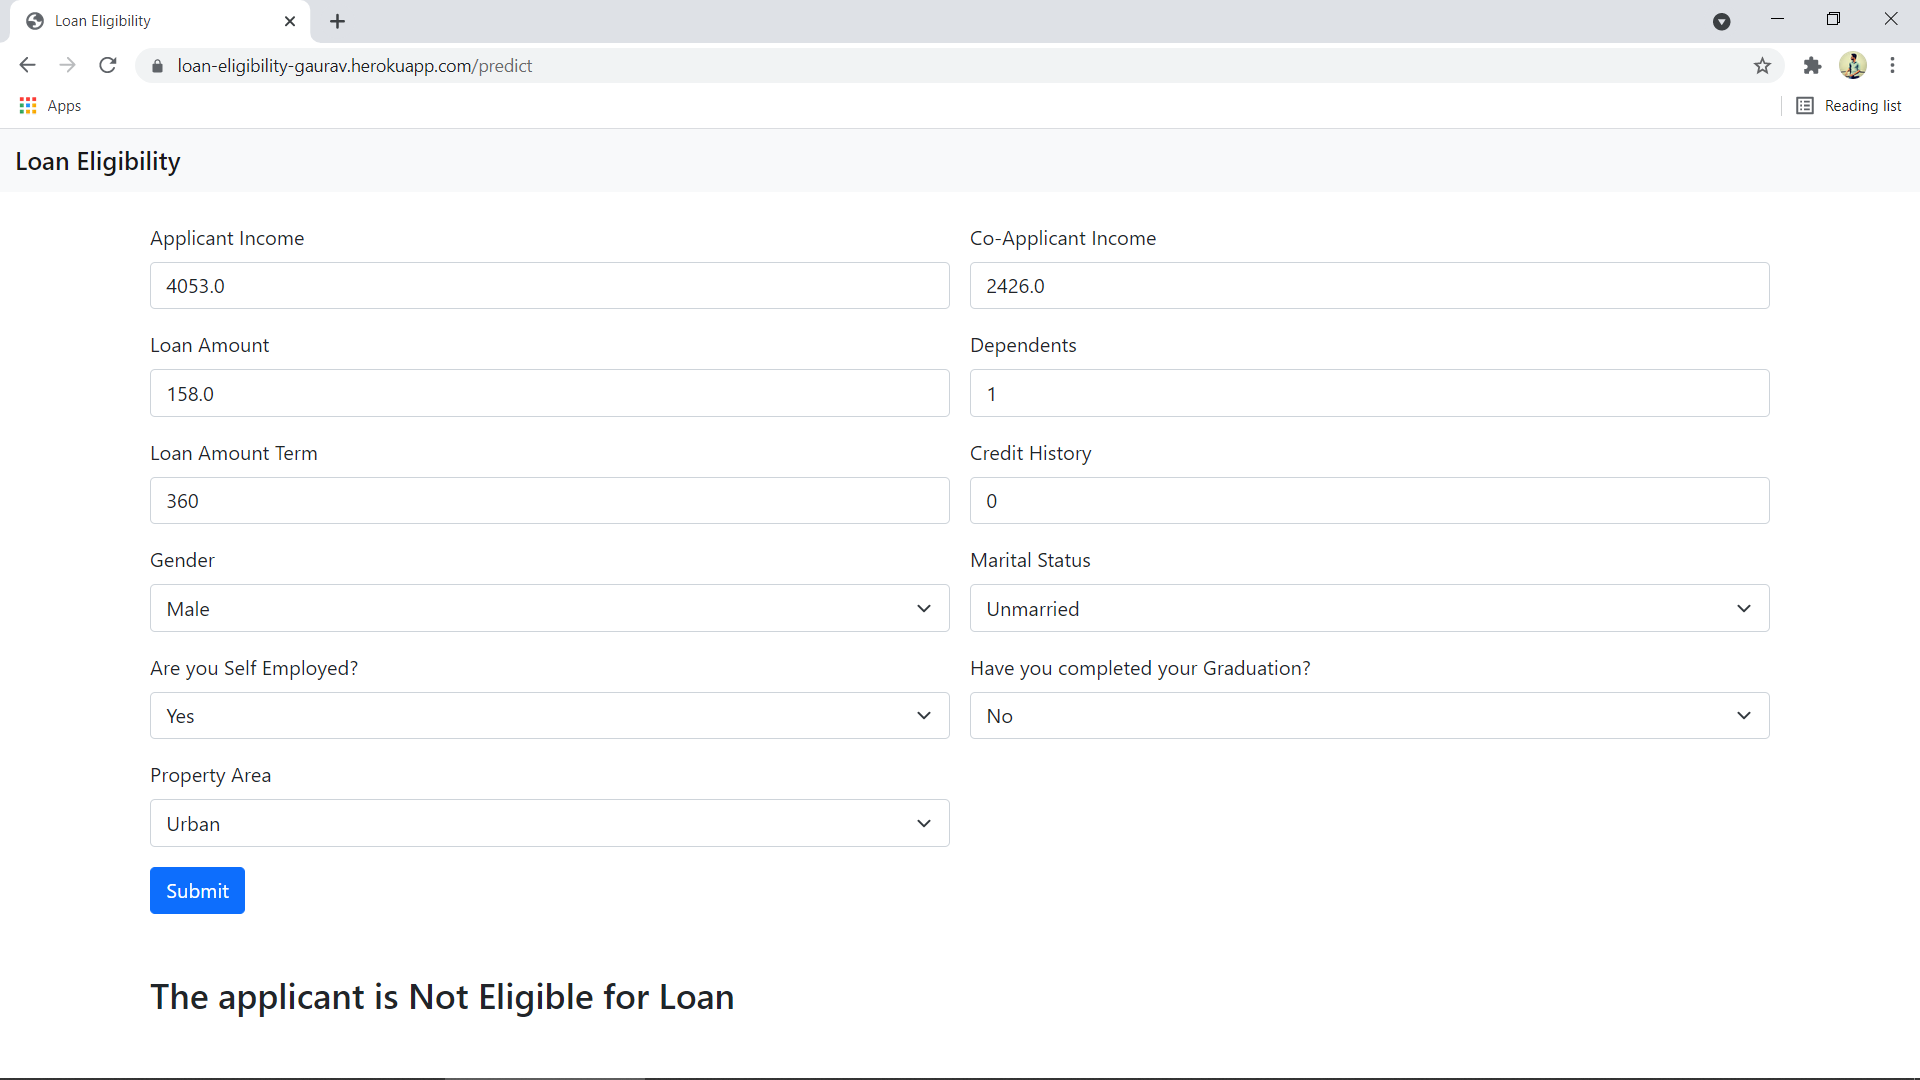 Loan Eligibility
loan-eligibility-gaurav.herokuapp.com/predict
Apps
Reading list
Loan Eligibility
Applicant Income
Co-Applicant Income
4053.0
2426.0
Loan Amount
Dependents
158.0
1
Loan Amount Term
Credit History
360
0
Gender
Marital Status
Male
Unmarried
Are you Self Employed?
Have you completed your Graduation?
Yes
No
Property Area
Urban
Submit
The applicant is Not Eligible for Loan